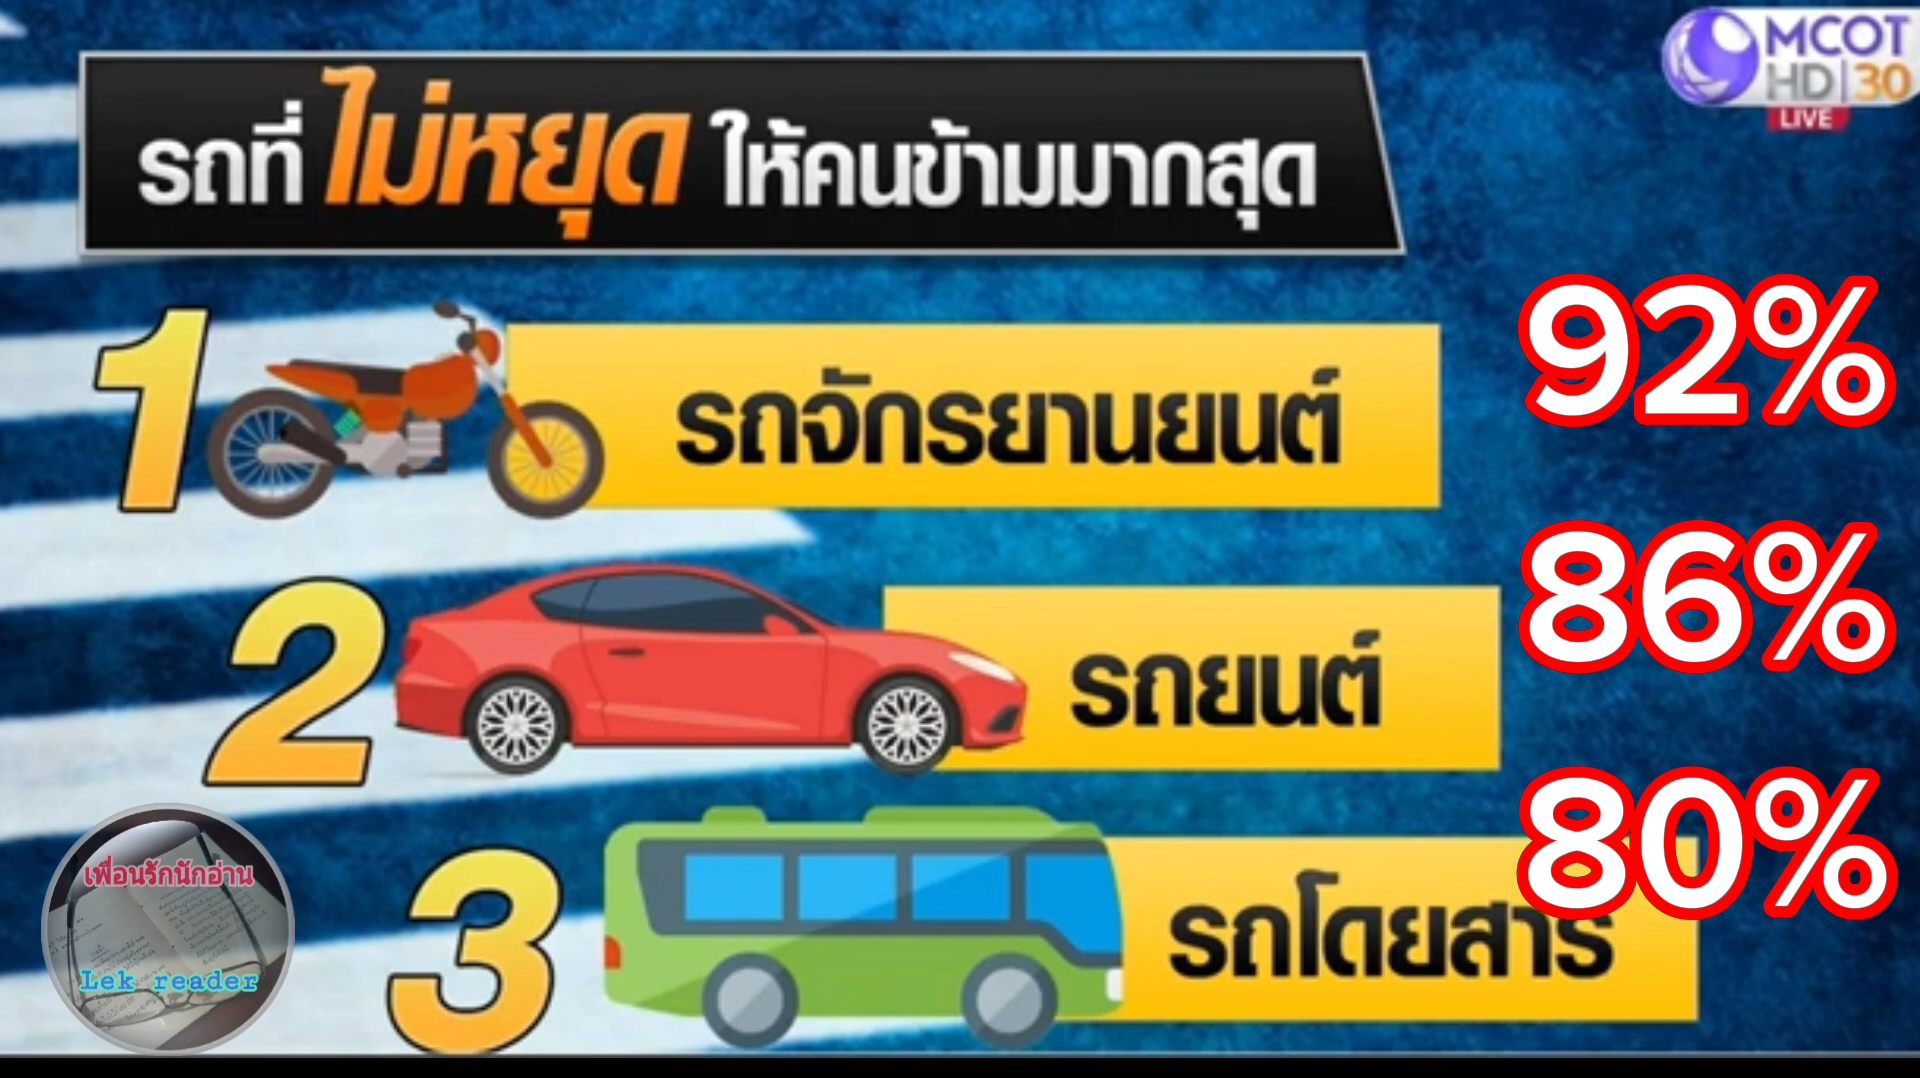 MCOT
HD 30
LIVE
รถที่ ไม่หยุด ให้คนข้ามมากสุด
1 รถจักรยานยนต์ 92%
2 รถยนต์ 86%
3 รถโดยสาร 80%
เพื่อนรักนักอ่าน
Lek reader